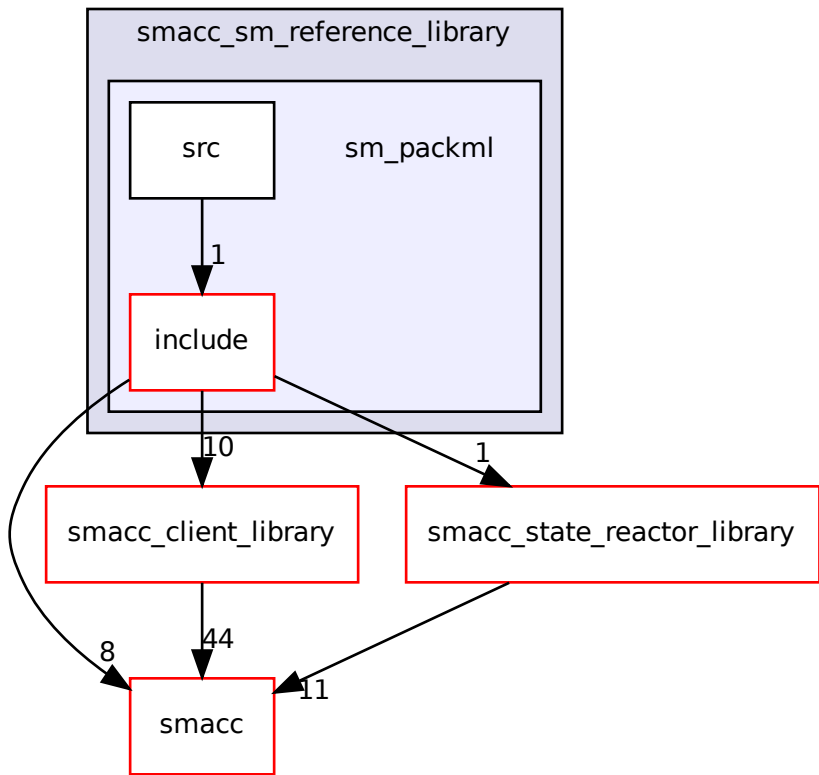 smacc_sm_reference_library
src
sm_packml
1
include
10
1
smacc_client_library
smacc_state_reactor_library
8
44
11
smacc